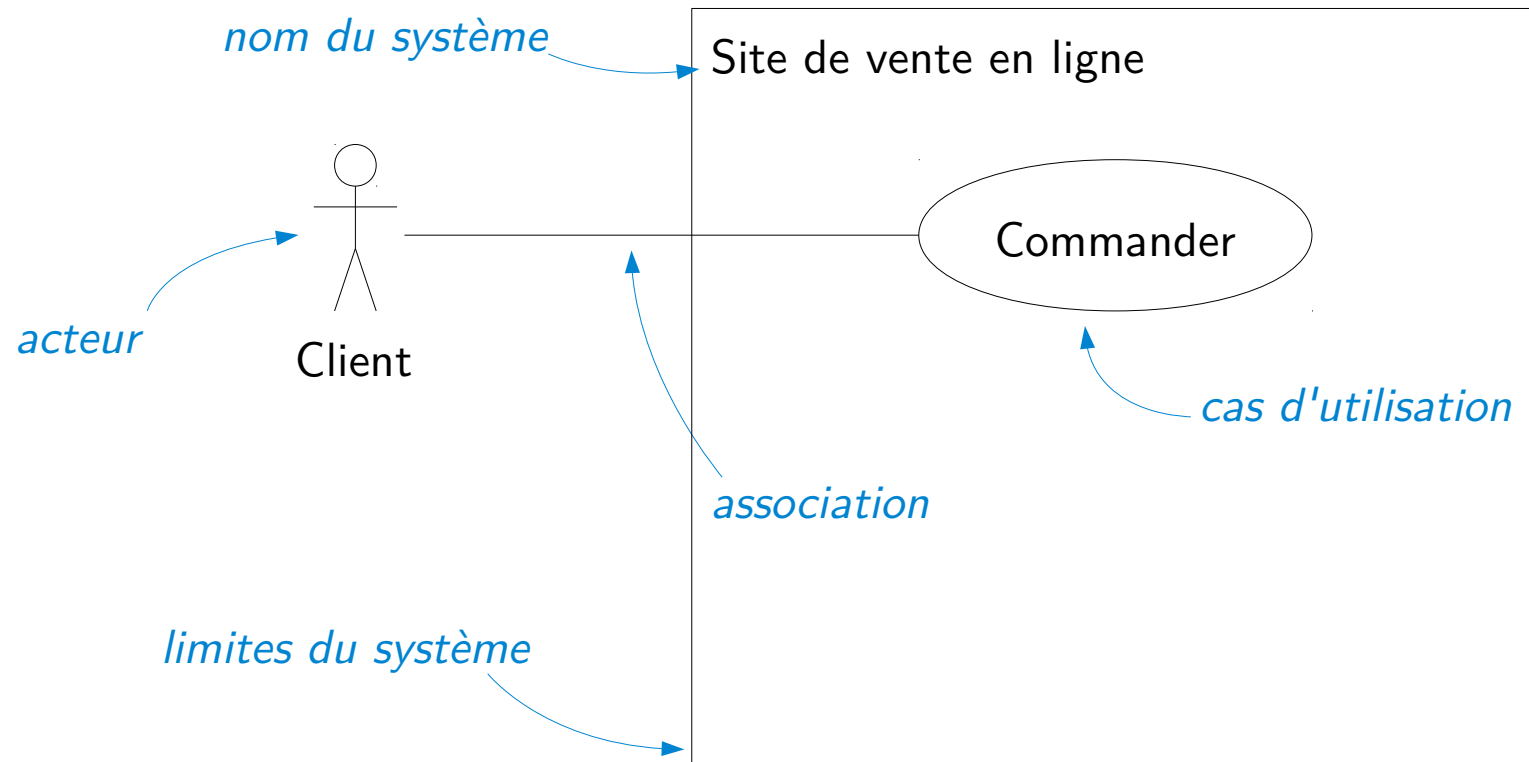 nom du système
Site de vente en ligne
Commander
acteur
Client
cas d'utilisation
association
limites du système